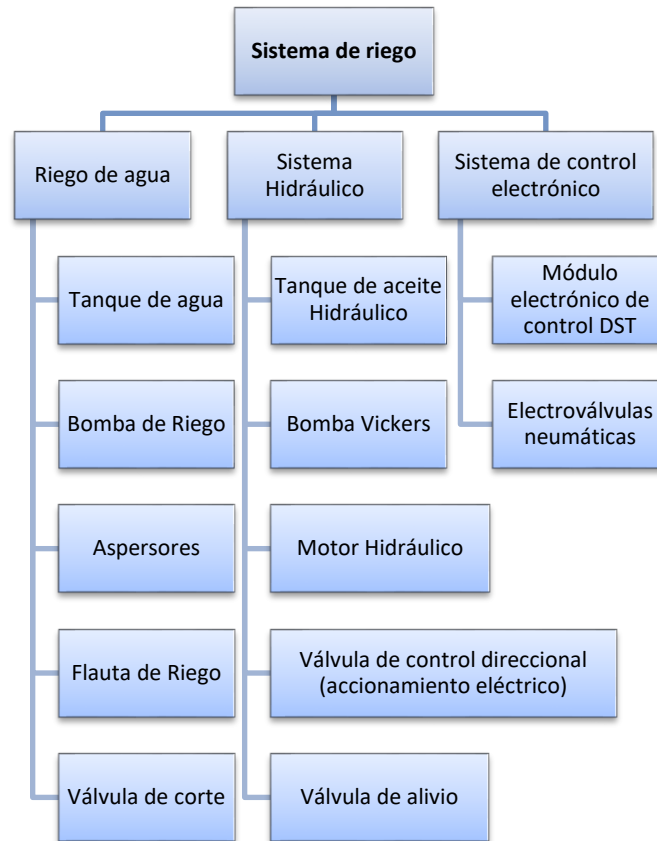 Sistema de riego
Riego de agua
Sistema
Hidráulico
Sistema de control
electrónico
Tanque de agua
Bomba de Riego
Aspersores
Flauta de Riego
Válvula de corte
Tanque de aceite
Hidráulico
Bomba Vickers
Motor Hidráulico
Válvula de control direccional
(accionamiento eléctrico)
Válvula de alivio
Módulo
electrónico de
control DST
Electroválvulas
neumáticas